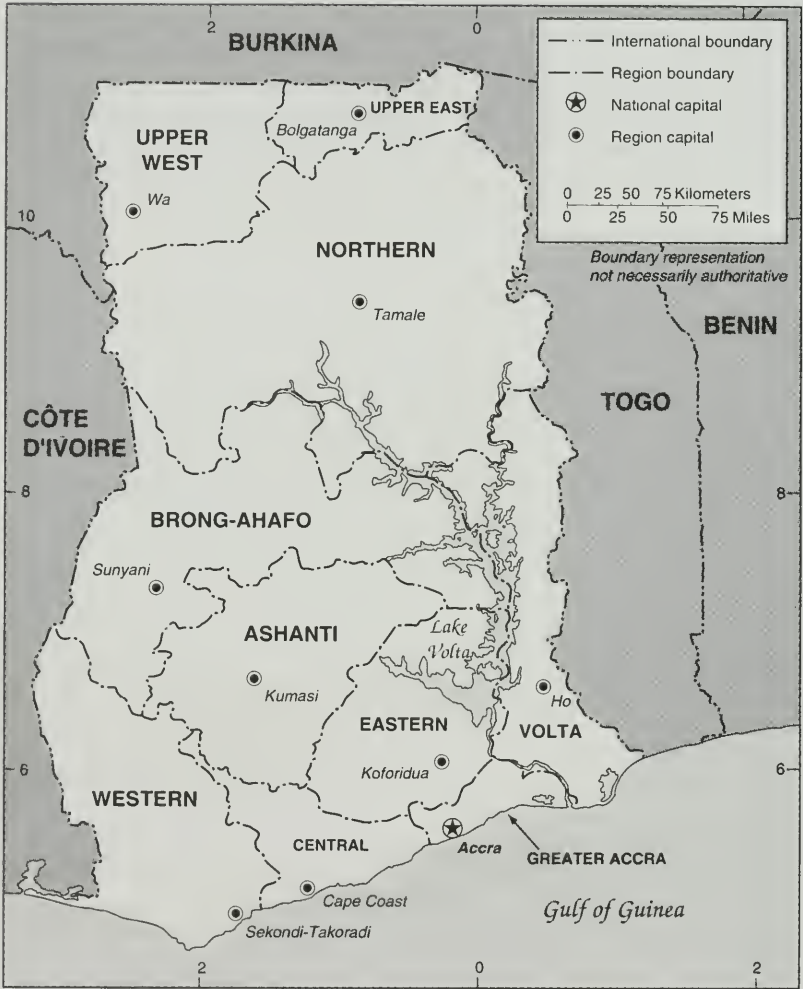 2
0
BURKINA
International boundary
Region boundary
National capital
Region capital
0 25 50 75 Kilometers
0 25 50 75 Miles
Boundary representation
not necessarily authoritative
UPPER EAST
Bolgatanga
UPPER
WEST
Wa
10
NORTHERN
Tamale
BENIN
TOGO
CÔTE
D'IVOIRE
8
8
BRONG-AHAFO
Sunyani
ASHANTI
Lake
Volta
Kumasi
Ho
EASTERN
VOLTA
Koforidua
6
6
WESTERN
CENTRAL
Accra
GREATER ACCRA
Cape Coast
Gulf of Guinea
Sekondi-Takoradi
2
0
2